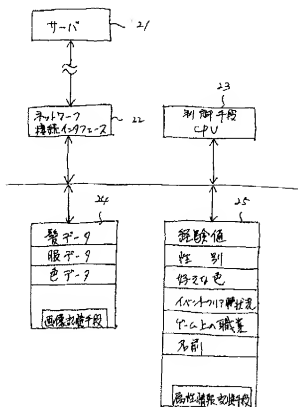 サーバ
21
ネットワーク
接続インタフェース
22
23
制御手段
CPU
24
髪データ
服データ
色データ
画像記憶手段
25
経験値
性別
好きな色
イベントクリア状況
ゲーム上の職業
名前
属性情報記憶手段